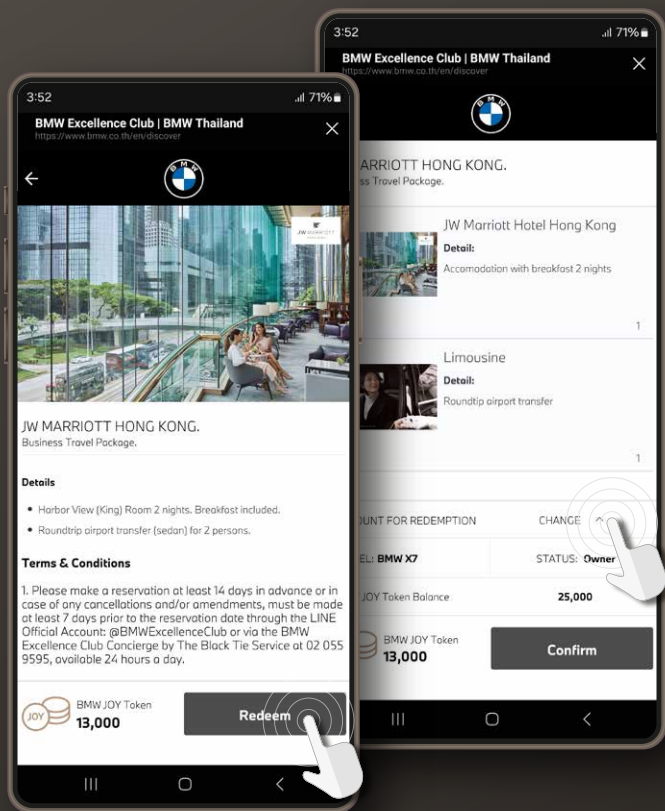 3:52
71%
BMW Excellence Club | BMW Thailand
https://www.bmw.co.th/en/discover
BMW
JW MARRIOTT
JW MARRIOTT HONG KONG.
Business Travel Package.
Details
• Harbor View (King) Room 2 nights. Breakfast included.
• Roundtrip airport transfer (sedan) for 2 persons.
Terms & Conditions
1. Please make a reservation at least 14 days in advance or in
case of any cancellations and/or amendments, must be made
at least 7 days prior to the reservation date through the LINE
Official Account: @BMWExcellenceClub or via the BMW
Excellence Club Concierge by The Black Tie Service at 02 055
9595, available 24 hours a day.
JOY
BMW JOY Token
13,000
Redeem
3:52
71%
BMW Excellence Club | BMW Thailand
https://www.bmw.co.th/en/discover
BMW
ARRIOTT HONG KONG.
ss Travel Package.
JW Marriott Hotel Hong Kong
Detail:
Accomodation with breakfast 2 nights
1
Limousine
Detail:
Roundtip airport transfer
1
UNT FOR REDEMPTION
CHANGE
EL: BMW X7
STATUS: Owner
JOY Token Balance
25,000
BMW JOY Token
13,000
Confirm